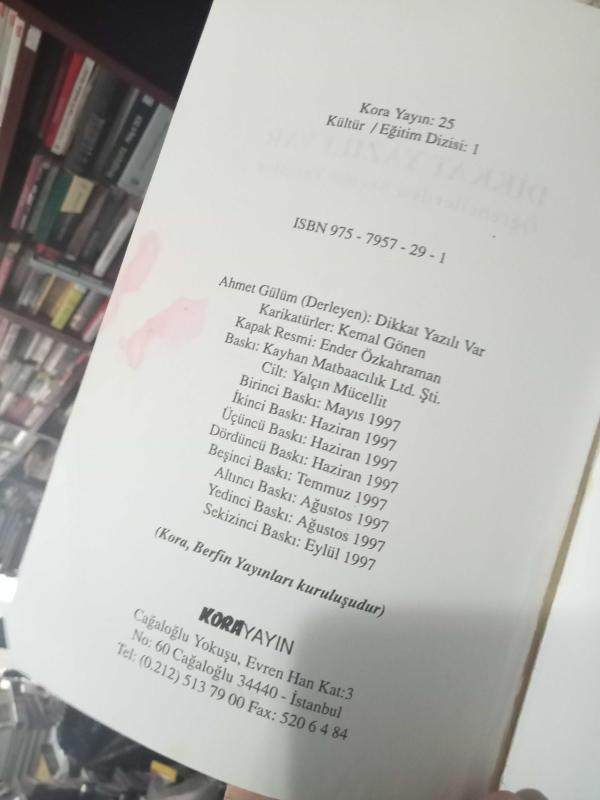 Kora Yayın: 25
Kültür / Eğitim Dizisi: 1
ISBN 975 - 7957 - 29 - 1
Ahmet Gülüm (Derleyen): Dikkat Yazılı Var
Karikatürler: Kemal Gönen
Kapak Resmi: Ender Özkahraman
Baskı: Kayhan Matbaacılık Ltd. Şti.
Cilt: Yalçın Mücellit
Birinci Baskı: Mayıs 1997
İkinci Baskı: Haziran 1997
Üçüncü Baskı: Haziran 1997
Dördüncü Baskı: Haziran 1997
Beşinci Baskı: Temmuz 1997
Altıncı Baskı: Ağustos 1997
Yedinci Baskı: Ağustos 1997
Sekizinci Baskı: Eylül 1997
(Kora, Berfin Yayınları kuruluşudur)
KORA YAYIN
Cağaloğlu Yokuşu, Evren Han Kat:3
No: 60 Cağaloğlu 34440 - İstanbul
Tel: (0.212) 513 79 00 Fax: 520 6 4 84